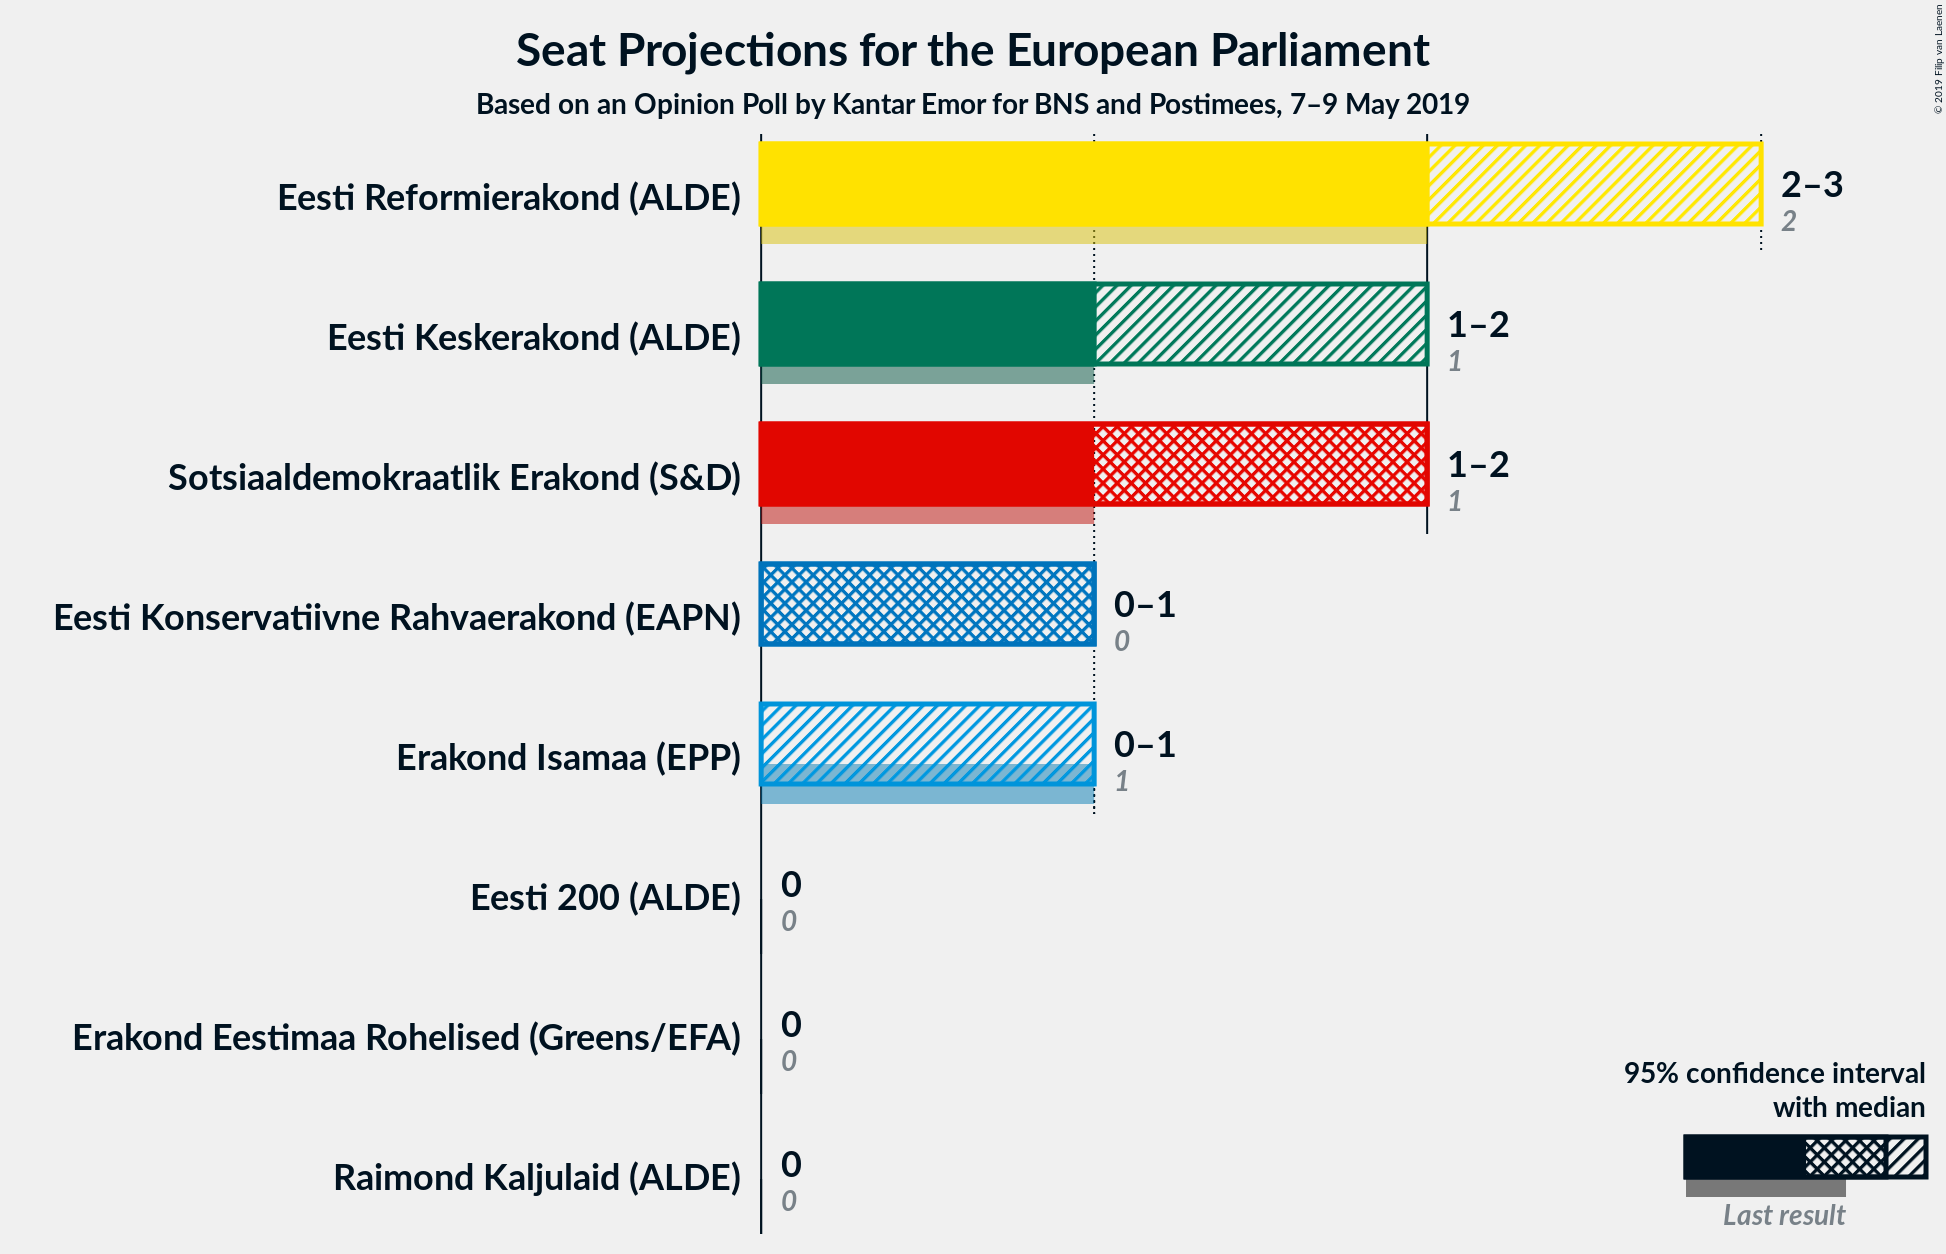 Seat Projections for the European Parliament
Based on an Opinion Poll by Kantar Emor for BNS and Postimees, 7–9 May 2019
© 2019 Filip van Laenen
Eesti Reformierakond (ALDE)
2–3
2
Eesti Keskerakond (ALDE)
1–2
1
Sotsiaaldemokraatlik Erakond (S&D)
1–2
1
Eesti Konservatiivne Rahvaerakond (EAPN)
0–1
0
Erakond Isamaa (EPP)
0–1
1
Eesti 200 (ALDE)
0
0
Erakond Eestimaa Rohelised (Greens/EFA)
0
0
Raimond Kaljulaid (ALDE)
0
0
95% confidence interval
with median
Last result